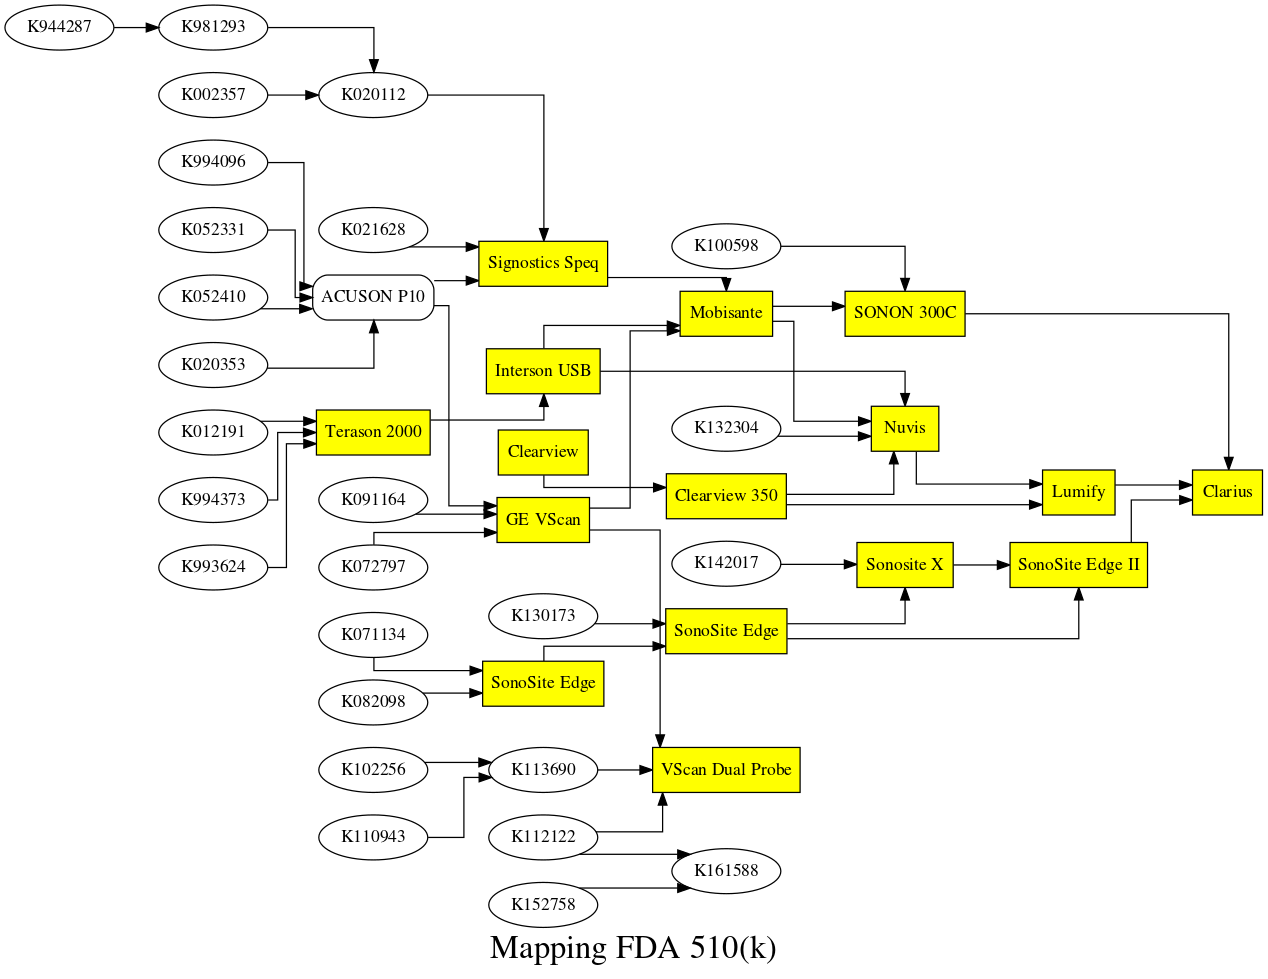 K944287
K981293
K002357
K020112
K994096
K052331
K021628
K100598
Signostics Speq
K052410
ACUSON P10
Mobisante
SONON 300C
K020353
Interson USB
K012191
Terason 2000
K132304
Nuvis
Clearview
K994373
K091164
Clearview 350
Lumify
Clarius
GE VScan
K993624
K072797
K142017
Sonosite X
SonoSite Edge II
K130173
K071134
SonoSite Edge
SonoSite Edge
K082098
K102256
K113690
VScan Dual Probe
K110943
K112122
K161588
K152758
Mapping FDA 510(k)